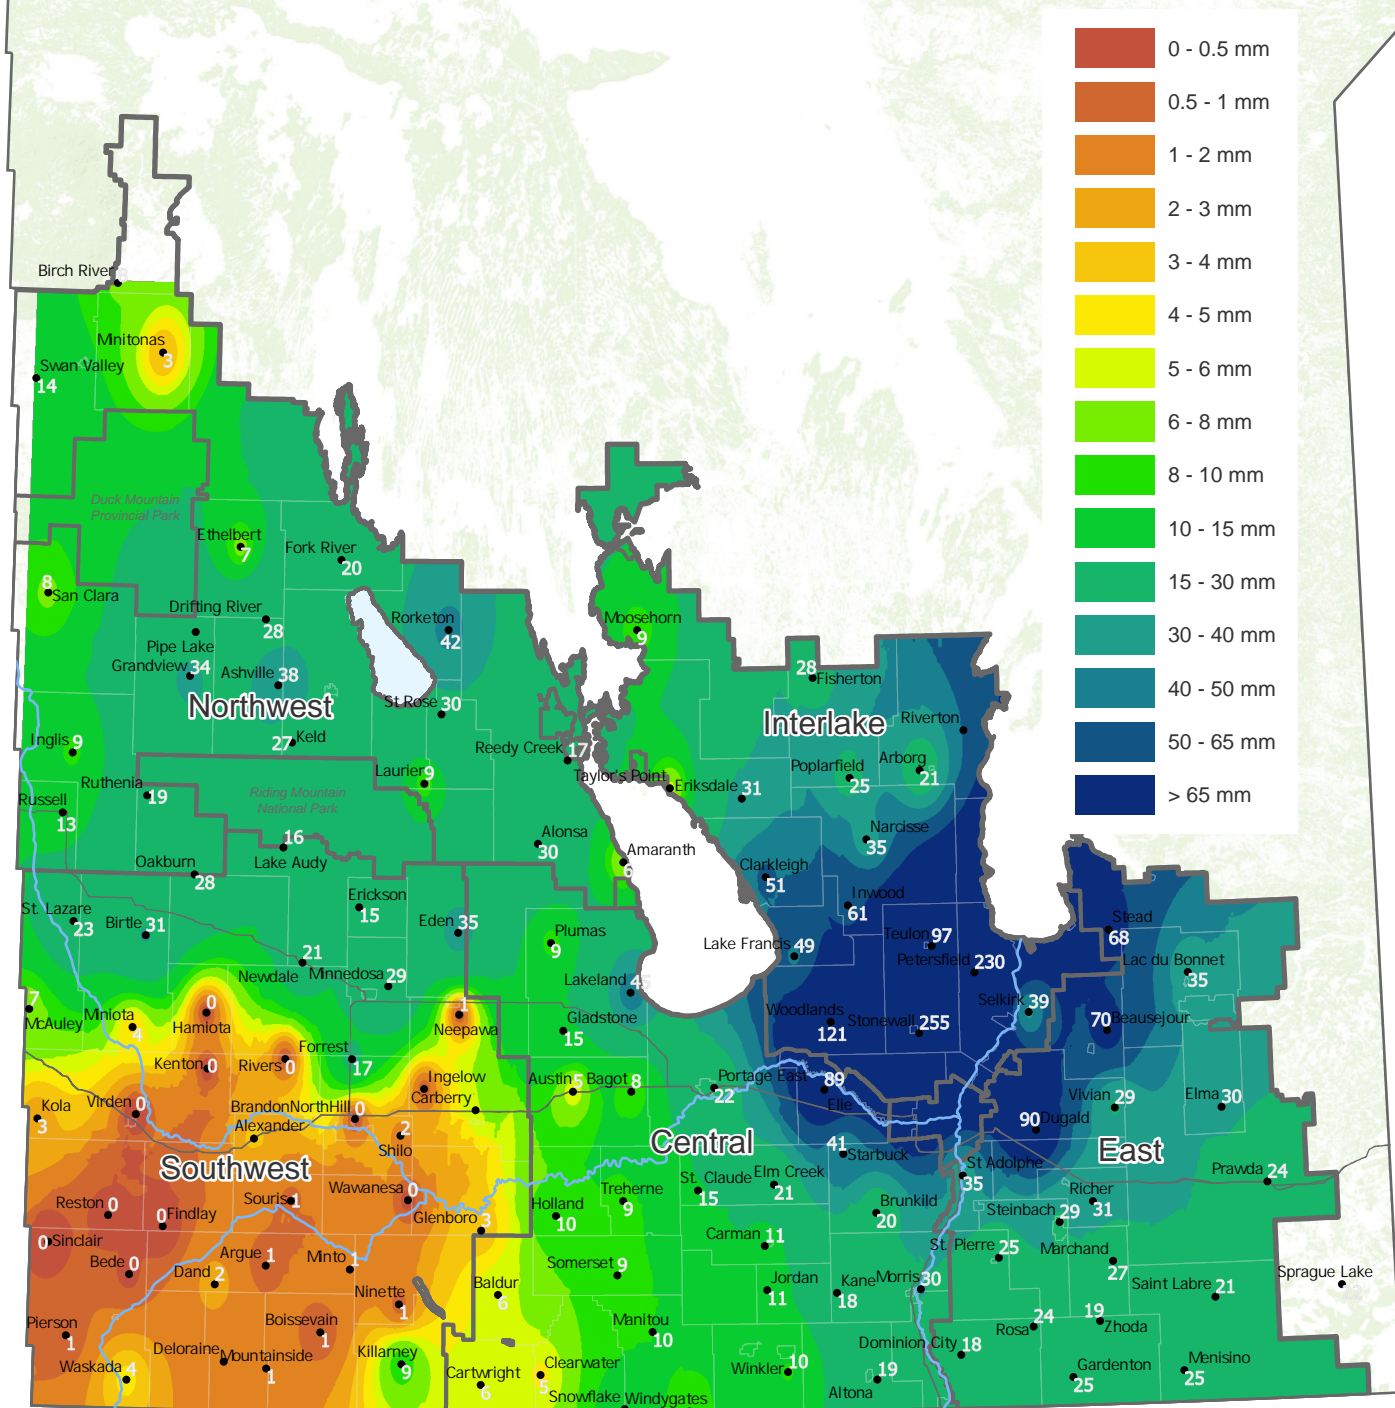 0 - 0.5 mm
0.5 - 1 mm
1 - 2 mm
2 - 3 mm
3 - 4 mm
4 - 5 mm
5 - 6 mm
6 - 8 mm
8 - 10 mm
10 - 15 mm
15 - 30 mm
30 - 40 mm
40 - 50 mm
50 - 65 mm
> 65 mm
Birch River
Minitonas
3
Swan Valley
14
Duck Mountain
Provincial Park
Ethelbert
7
Fork River
20
8
San Clara
Drifting River
28
Pipe Lake
Grandview 34
Ashville 38
Rorketon
42
Moosehorn
9
28
Fisherton
Northwest
St Rose 30
Interlake
Riverton
Inglis 9
27 Keld
Reedy Creek 17
Laurier 9
Taylor's Point
Eriksdale 31
Poplarfield
25
Arborg
21
Ruthenia
19
Riding Mountain
National Park
Russell
13
16
Lake Audy
Alonsa
30
Narcisse
35
Oakburn
28
Amaranth
6
Clarkleigh
51
Erickson
15
Inwood
61
St. Lazare
23
Birtle 31
Eden 35
Plumas
9
Lake Francis 49
Teulon 97
Stead
68
21
Newdale
Minnedosa 29
Lakeland 45
Petersfield
230
Lac du Bonnet
35
7
McAuley
Miniota
4
0
Hamiota
1
Neepawa
Gladstone
15
Woodlands
121
Stonewall 255
Selkirk 39
70 Beausejour
Kenton 0
Rivers 0
Forrest
17
Ingelow
Austin 5
Bagot 8
Portage East
22
89
Elie
Vivian 29
Elma 30
Kola
3
Virden 0
Carberry
BrandonNorthHill 0
Alexander
2
Shilo
Central
41
Starbuck
90 Dugald
East
Southwest
St Adolphe
35
Prawda 24
Reston 0
0 Findlay
Souris 1
Wawanesa 0
Holland
10
Treherne
9
St. Claude
15
Elm Creek
21
Brunkild
20
Richer
31
Steinbach
29
0 Sinclair
Glenboro 3
Carman 11
St. Pierre 25
Marchand
27
Bede 0
Argue 1
Minto 1
Dand 2
Somerset 9
Jordan
11
Kane
18
Morris 30
Saint Labre 21
Sprague Lake
Baldur
6
Ninette
1
Pierson
1
Boissevain
1
Manitou
10
24
Rosa
19
Zhoda
Waskada 4
Deloraine
Mountainside
1
Killarney
9
Cartwright
6
Clearwater
5
Winkler 10
Dominion City 18
19
Altona
Gardenton
25
Menisino
25
Snowflake
Windygates